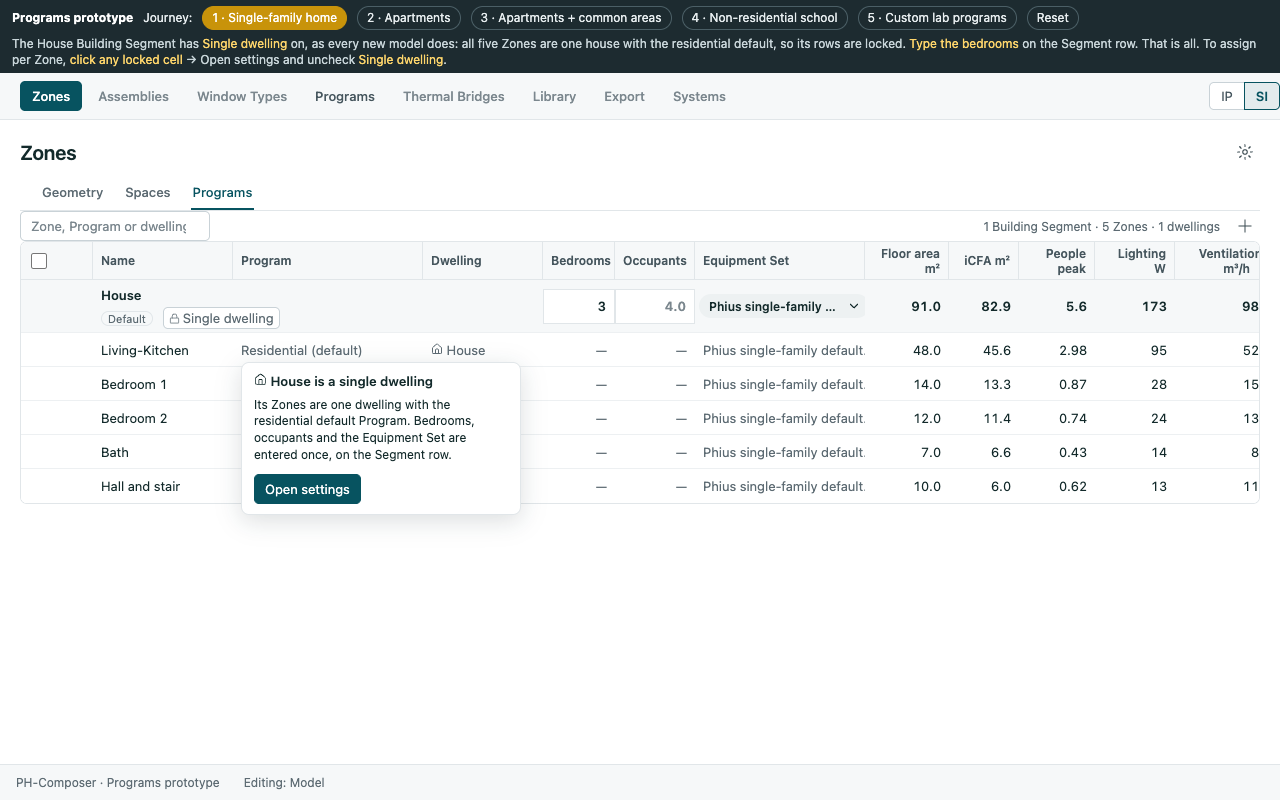 Programs prototype Journey: 1 · Single-family home 2 · Apartments 3 · Apartments + common areas 4 · Non-residential school 5 · Custom lab programs Reset
The House Building Segment has Single dwelling on, as every new model does: all five Zones are one house with the residential default, so its rows are locked. Type the bedrooms on the Segment row. That is all. To assign
per Zone, click any locked cell → Open settings and uncheck Single dwelling.
Zones Assemblies Window Types Programs Thermal Bridges Library Export Systems IP SI
Zones
Geometry Spaces Programs
Zone, Program or dwelling 1 Building Segment · 5 Zones · 1 dwellings
Name Program Dwelling Bedrooms Occupants Equipment Set Floor area m² iCFA m² People peak Lighting W Ventilation m³/h
House
Default Single dwelling 3 4.0 Phius single-family ... 91.0 82.9 5.6 173 98
Living-Kitchen Residential (default) House — — Phius single-family default. 48.0 45.6 2.98 95 52
Bedroom 1 — — Phius single-family default. 14.0 13.3 0.87 28 15
Bedroom 2 — — Phius single-family default. 12.0 11.4 0.74 24 13
Bath — — Phius single-family default. 7.0 6.6 0.43 14 8
Hall and stair — — Phius single-family default. 10.0 6.0 0.62 13 11
House is a single dwelling
Its Zones are one dwelling with the
residential default Program. Bedrooms,
occupants and the Equipment Set are
entered once, on the Segment row.
Open settings
PH-Composer · Programs prototype Editing: Model